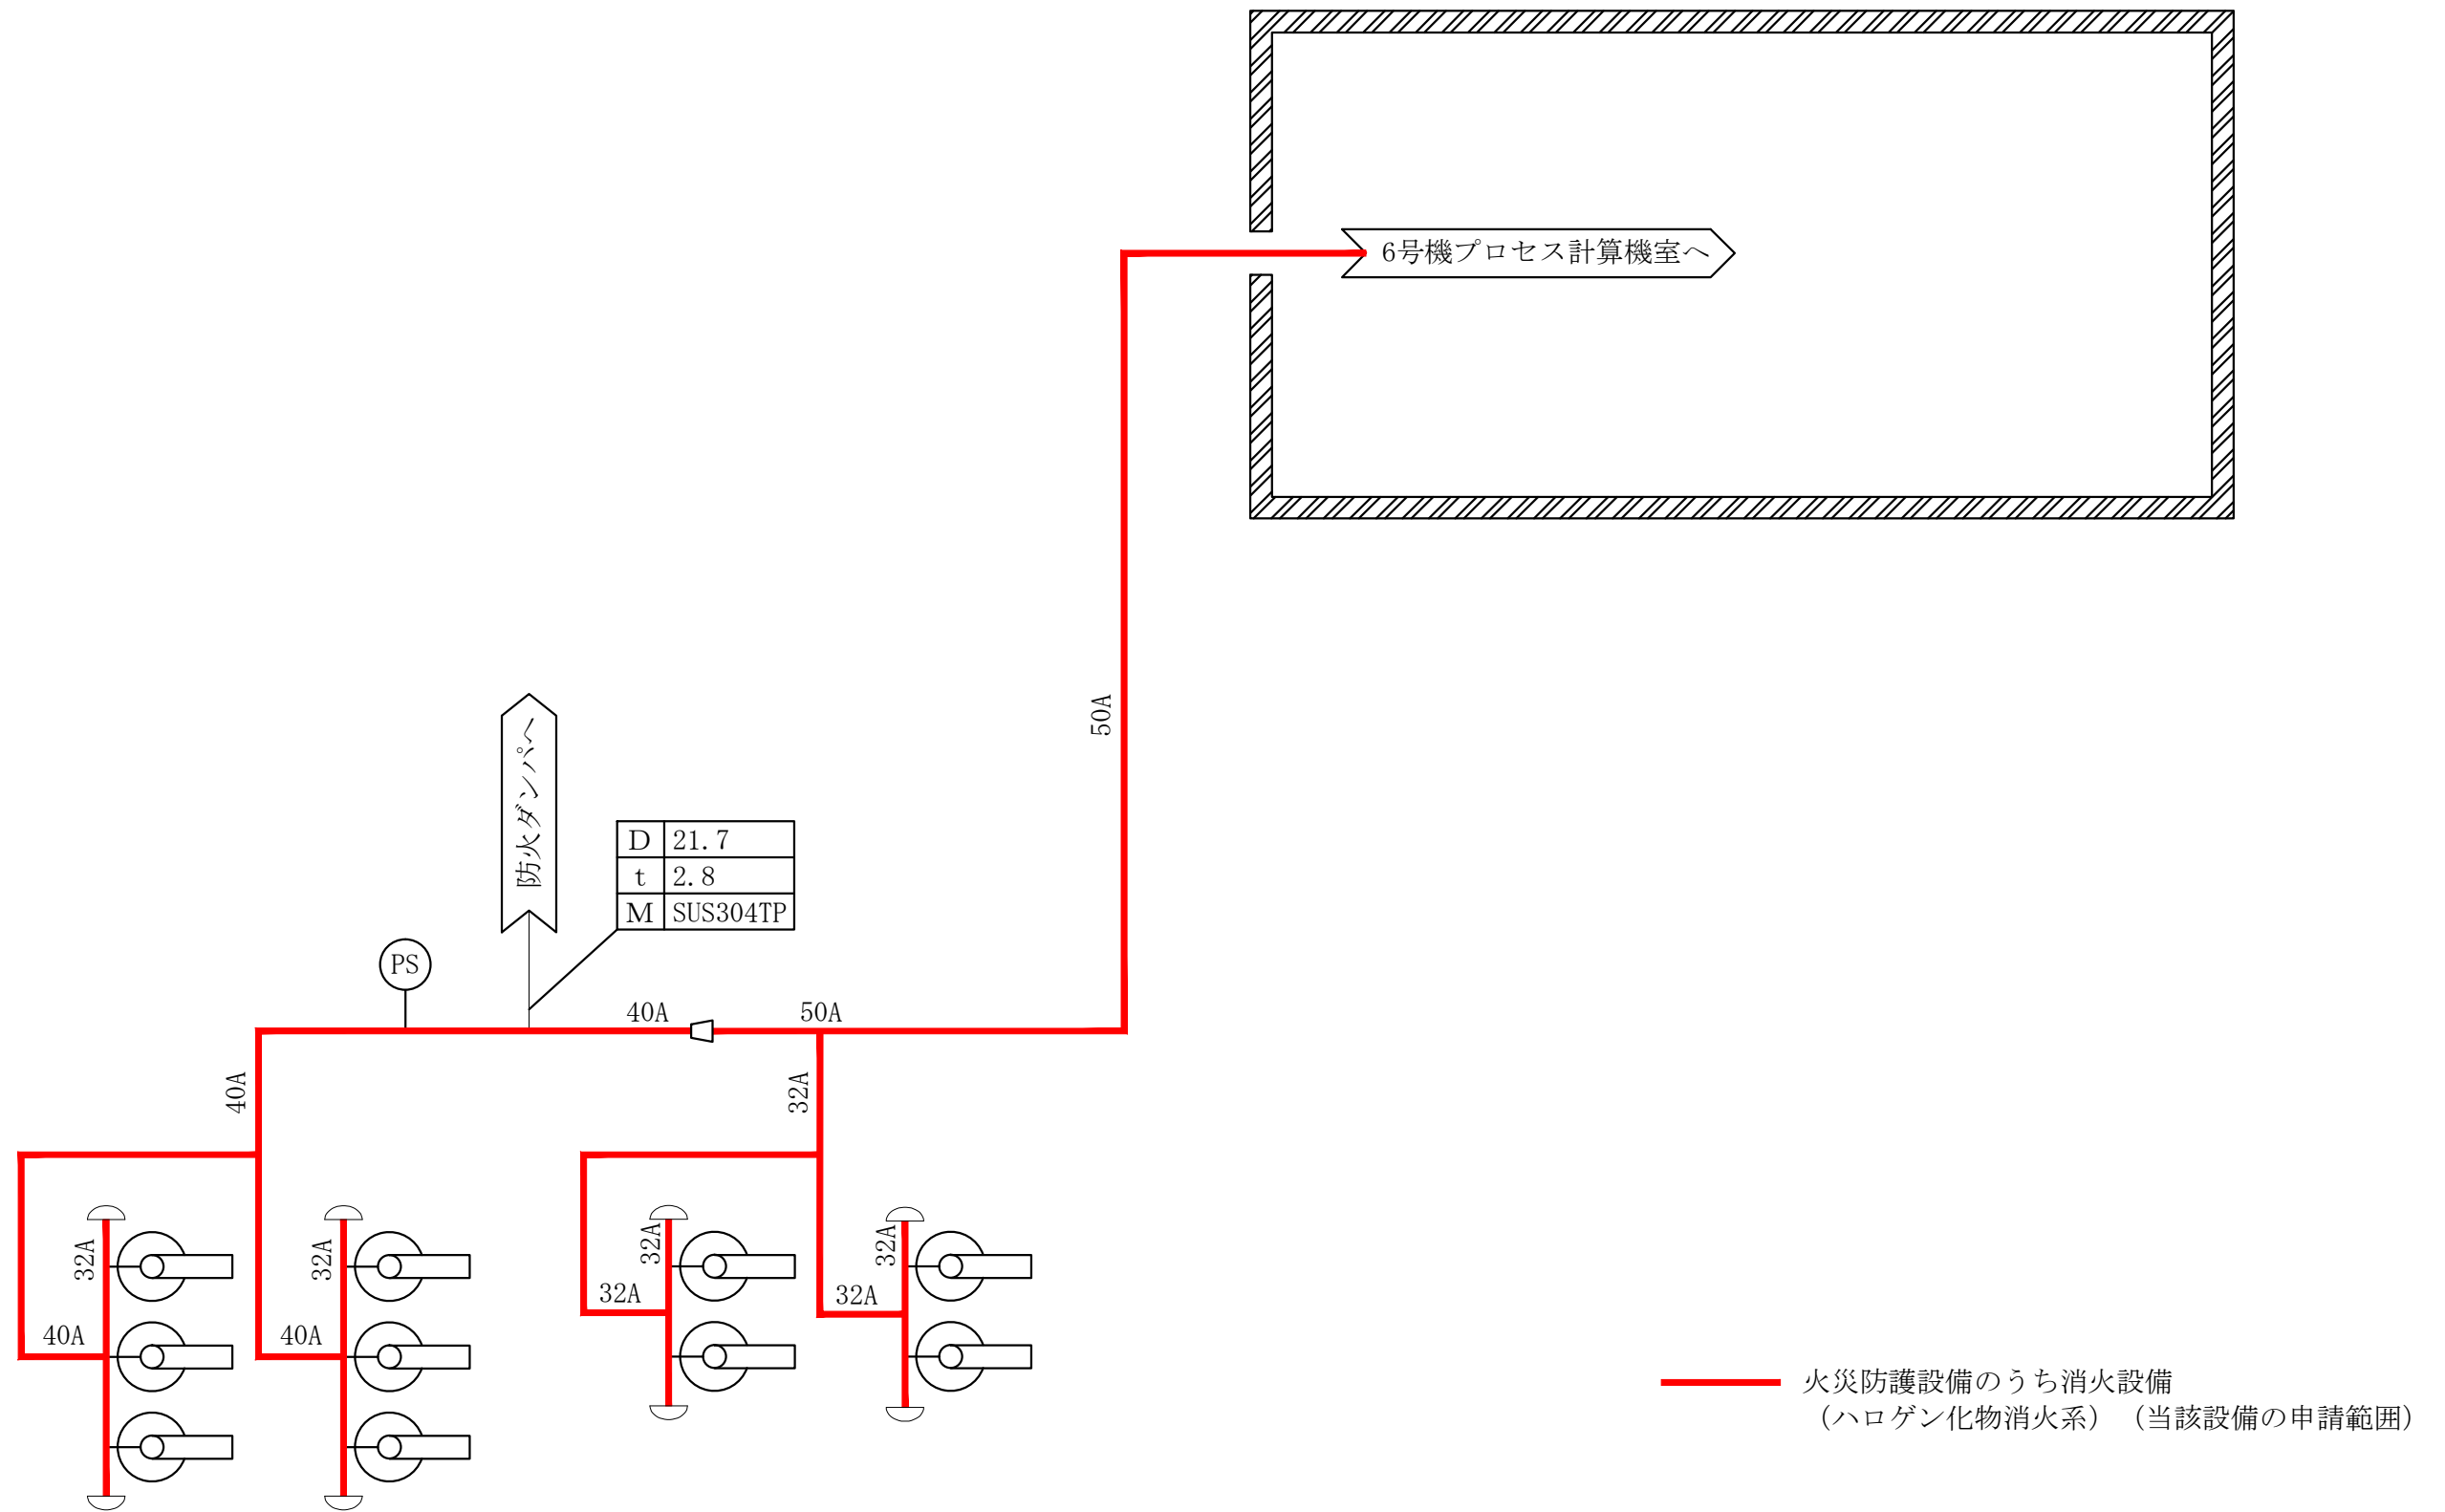 6号機プロセス計算機室へ
50A
防火ダンパへ
D 21.7
t 2.8
M SUS304TP
PS
40A
50A
40A
32A
32A
32A
32A
32A
32A
32A
40A
40A
火災防護設備のうち消火設備
（ハロゲン化物消火系）（当該設備の申請範囲）